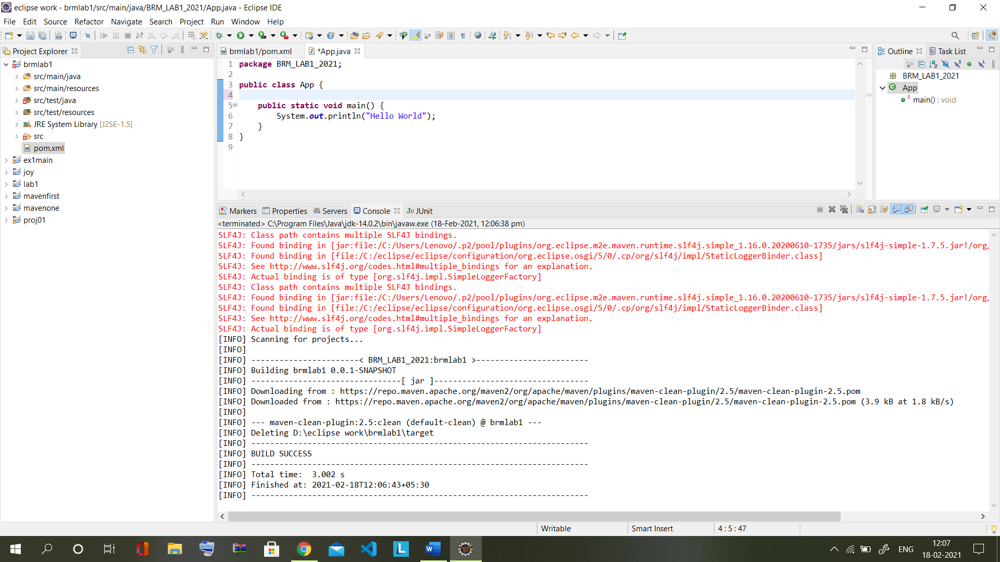 eclipse work - brmlab1/src/main/java/BRM_LAB1_2021/App.java - Eclipse IDE
File Edit Source Refactor Navigate Search Project Run Window Help
Project Explorer
brmlab1
src/main/java
src/main/resources
src/test/java
src/test/resources
JRE System Library [J2SE-1.5]
src
pom.xml
ex1main
joy
lab1
mavenfirst
mavenone
proj01
brmlab1/pom.xml *App.java
1 package BRM_LAB1_2021;
2
3 public class App {
4
5 public static void main() {
6 System.out.println("Hello World");
7 }
8 }
9
Outline Task List
BRM_LAB1_2021
App
main() : void
Markers Properties Servers Console JUnit
<terminated> C:\Program Files\Java\jdk-14.0.2\bin\javaw.exe (18-Feb-2021, 12:06:38 pm)
SLF4J: Class path contains multiple SLF4J bindings.
SLF4J: Found binding in [jar:file:/C:/Users/Lenovo/.p2/pool/plugins/org.eclipse.m2e.maven.runtime.slf4j.simple_1.16.0.20200610-1735/jars/slf4j-simple-1.7.5.jar!/org/
SLF4J: Found binding in [file:/C:/eclipse/eclipse/configuration/org.eclipse.osgi/5/0/.cp/org/slf4j/impl/StaticLoggerBinder.class]
SLF4J: See http://www.slf4j.org/codes.html#multiple_bindings for an explanation.
SLF4J: Actual binding is of type [org.slf4j.impl.SimpleLoggerFactory]
SLF4J: Class path contains multiple SLF4J bindings.
SLF4J: Found binding in [jar:file:/C:/Users/Lenovo/.p2/pool/plugins/org.eclipse.m2e.maven.runtime.slf4j.simple_1.16.0.20200610-1735/jars/slf4j-simple-1.7.5.jar!/org/
SLF4J: Found binding in [file:/C:/eclipse/eclipse/configuration/org.eclipse.osgi/5/0/.cp/org/slf4j/impl/StaticLoggerBinder.class]
SLF4J: See http://www.slf4j.org/codes.html#multiple_bindings for an explanation.
SLF4J: Actual binding is of type [org.slf4j.impl.SimpleLoggerFactory]
[INFO] Scanning for projects...
[INFO]
[INFO] -----------------------< BRM_LAB1_2021:brmlab1 >------------------------
[INFO] Building brmlab1 0.0.1-SNAPSHOT
[INFO] --------------------------------[ jar ]---------------------------------
[INFO] Downloading from : https://repo.maven.apache.org/maven2/org/apache/maven/plugins/maven-clean-plugin/2.5/maven-clean-plugin-2.5.pom
[INFO] Downloaded from : https://repo.maven.apache.org/maven2/org/apache/maven/plugins/maven-clean-plugin/2.5/maven-clean-plugin-2.5.pom (3.9 kB at 1.8 kB/s)
[INFO]
[INFO] --- maven-clean-plugin:2.5:clean (default-clean) @ brmlab1 ---
[INFO] Deleting D:\eclipse work\brmlab1\target
[INFO] ------------------------------------------------------------------------
[INFO] BUILD SUCCESS
[INFO] ------------------------------------------------------------------------
[INFO] Total time:  3.002 s
[INFO] Finished at: 2021-02-18T12:06:43+05:30
[INFO] ------------------------------------------------------------------------
Writable Smart Insert 4 : 5 : 47
ENG 12:07
18-02-2021